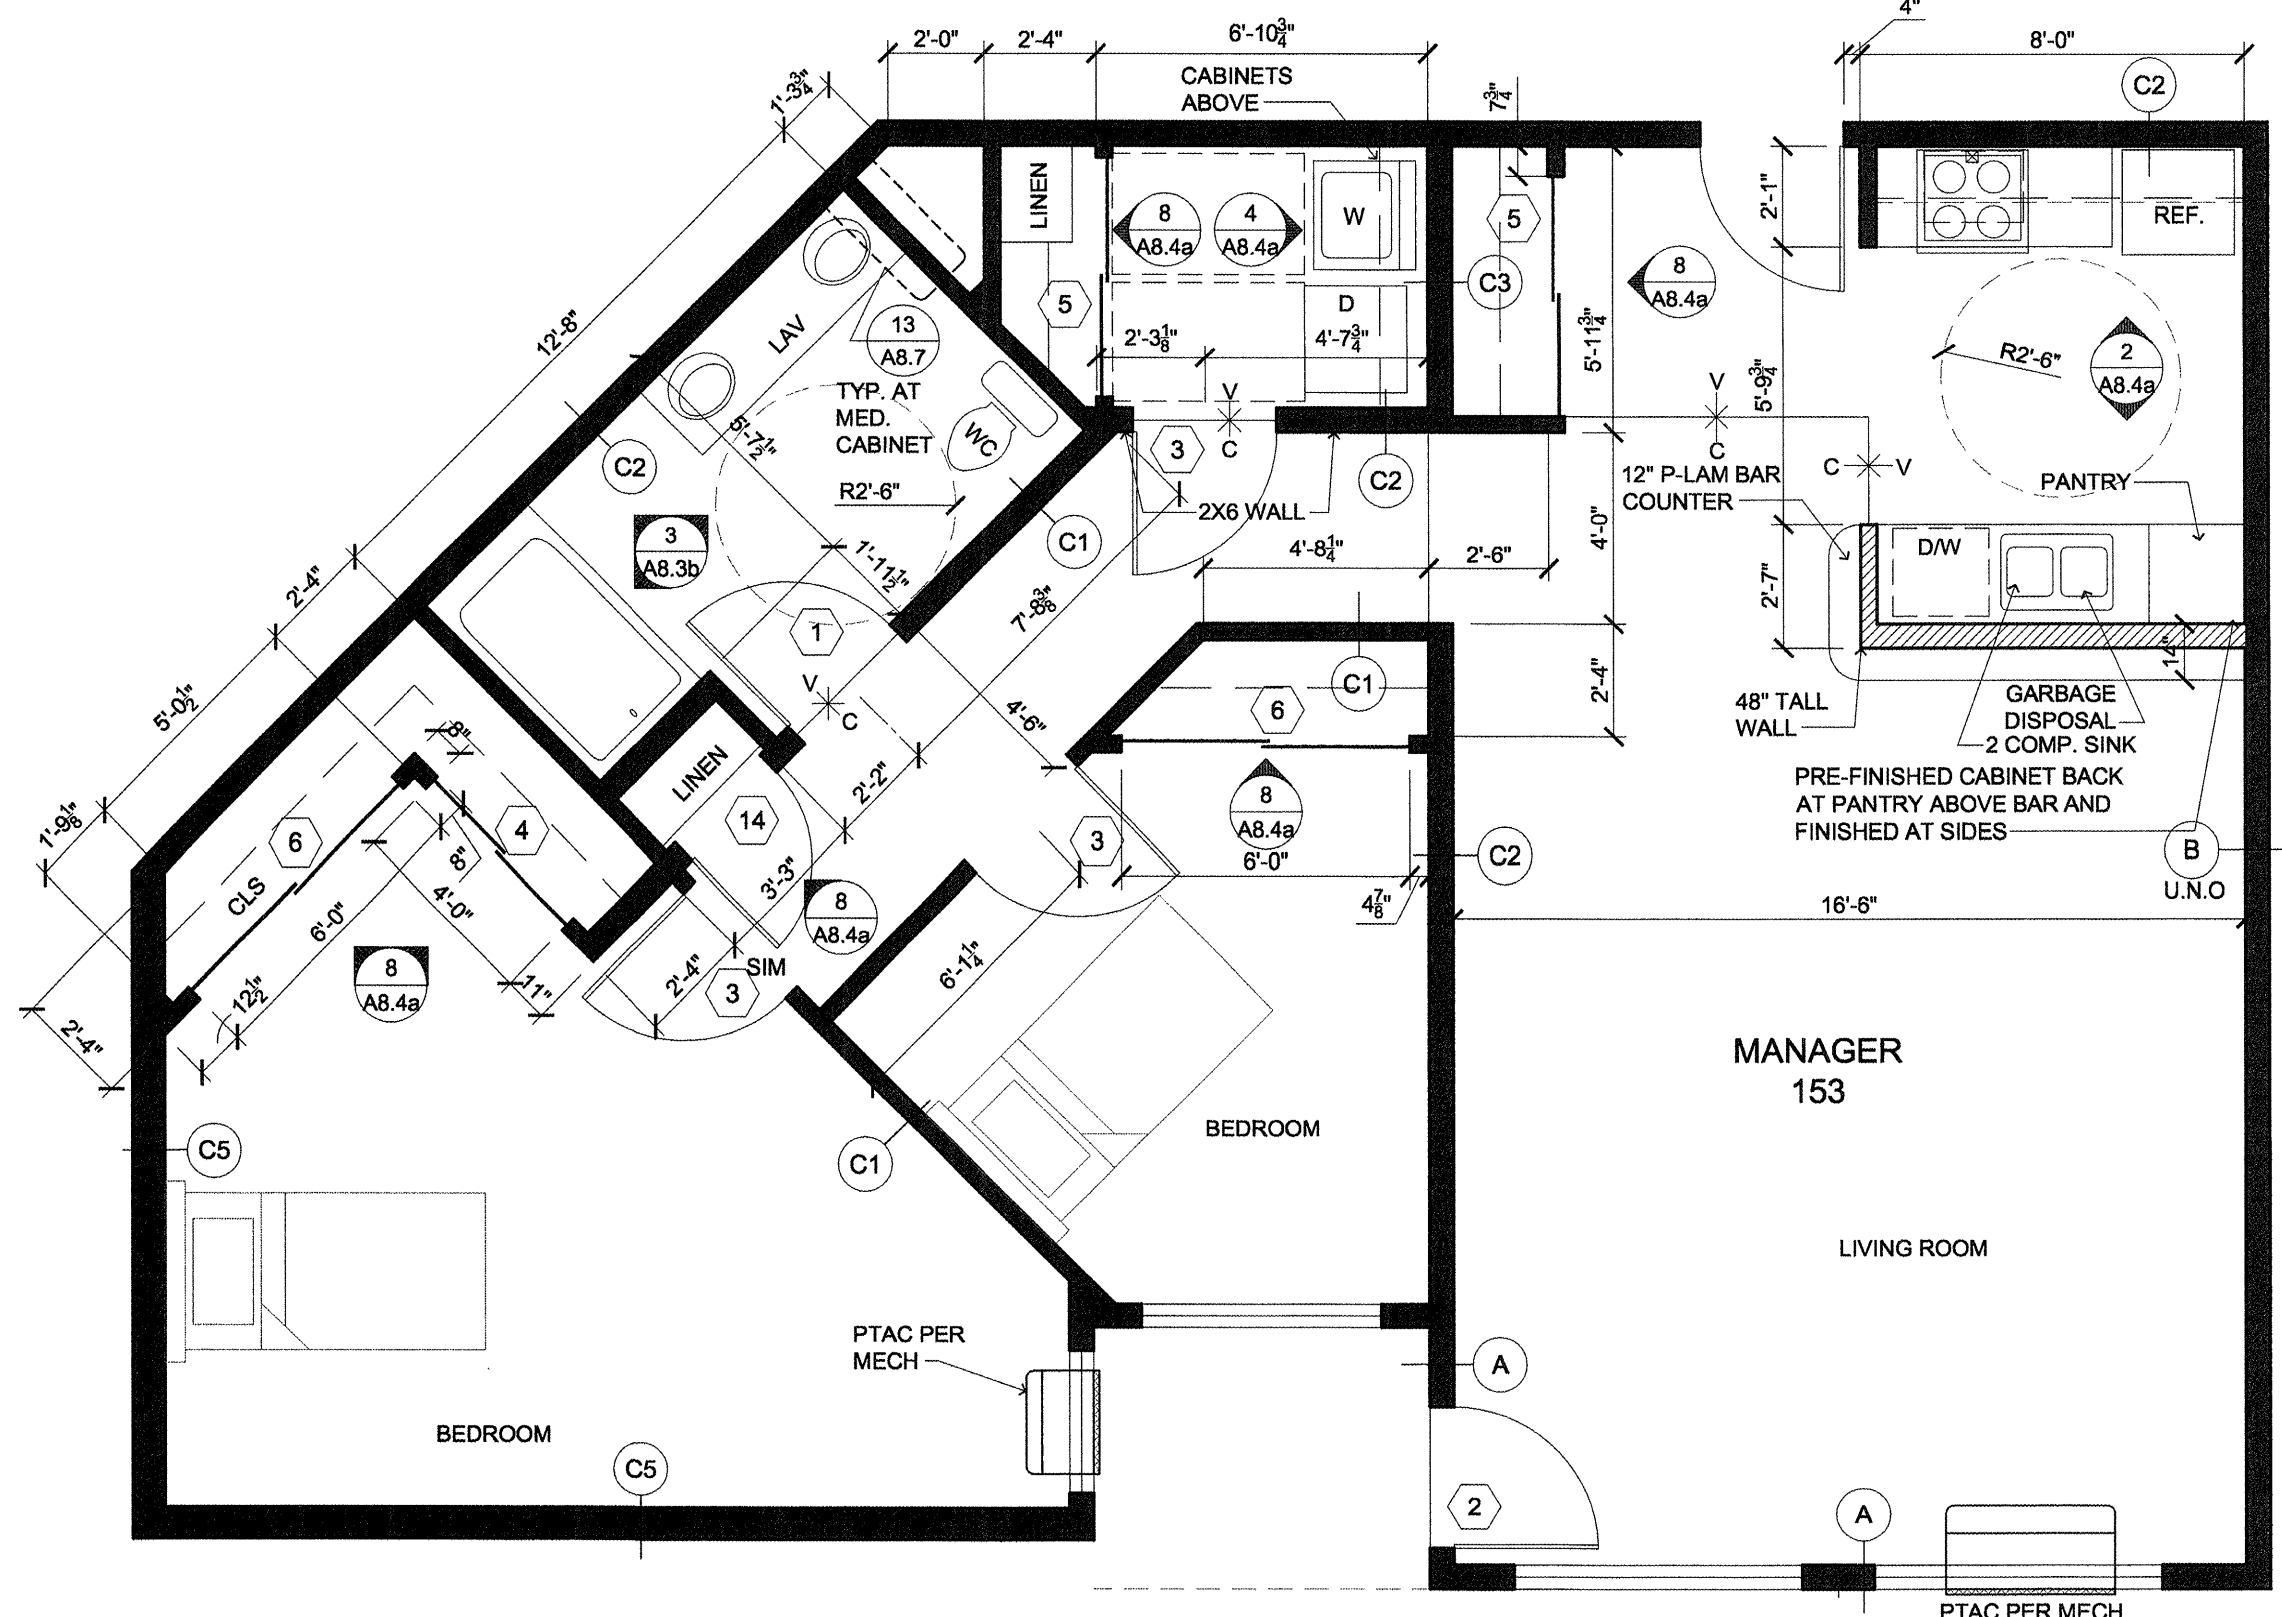 4"
2'-0"
2'-4"
6'-10 3/4"
8'-0"
1'-3 3/4"
CABINETS
ABOVE
7 3/4"
C2
LINEN
8
A8.4a
4
A8.4a
W
5
2'-1"
REF.
8
A8.4a
C3
5
D
12'-8"
LAV
13
A8.7
2'-3 1/8"
4'-7 3/4"
5'-11 3/4"
5'-9 3/4"
R2'-6"
2
A8.4a
TYP. AT
MED.
CABINET
V
C
V
C
5'-7 1/2"
WC
3
C2
C2
C
V
12" P-LAM BAR
COUNTER
PANTRY
R2'-6"
2X6 WALL
4'-0"
3
A8.3b
C1
1'-11 1/2"
4'-8 1/4"
2'-6"
D/W
2'-4"
7'-8 3/8"
2'-7"
1
14"
5'-0 1/2"
V
C
C1
6
2'-4"
48" TALL
WALL
GARBAGE
DISPOSAL
2 COMP. SINK
4'-6"
8"
LINEN
2'-2"
PRE-FINISHED CABINET BACK
AT PANTRY ABOVE BAR AND
FINISHED AT SIDES
1'-9 1/8"
6
4
14
8
A8.4a
3
8"
6'-0"
C2
B
U.N.O
CLS
3'-3"
4'-0"
6'-0"
8
A8.4a
4 7/8"
16'-6"
8
A8.4a
12 1/2"
11"
2'-4"
SIM
3
6'-1 1/4"
2'-4"
MANAGER
153
BEDROOM
C5
C1
LIVING ROOM
PTAC PER
MECH
A
BEDROOM
C5
2
A
PTAC PER MECH